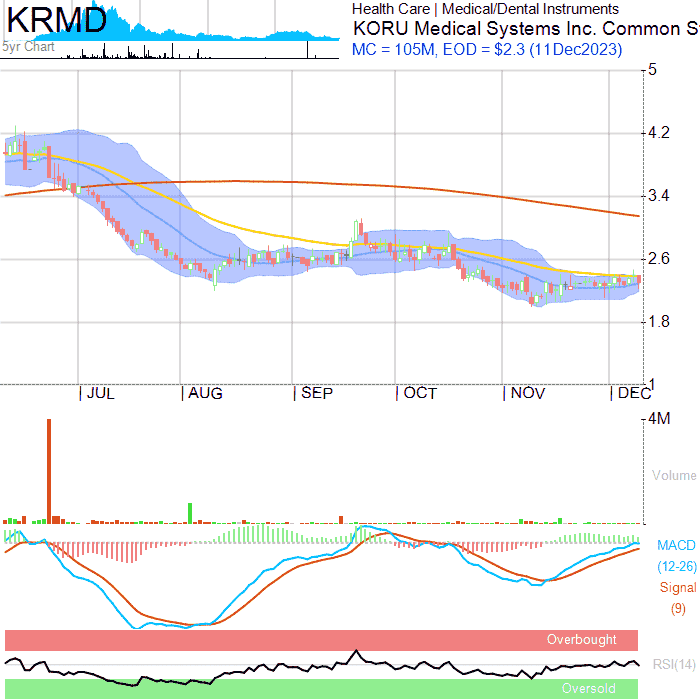 KRMD
5yr Chart
Health Care | Medical/Dental Instruments
KORU Medical Systems Inc. Common S
MC = 105M, EOD = $2.3 (11Dec2023)
5
4.2
3.4
2.6
1.8
1
JUL AUG SEP OCT NOV DEC
4M
Volume
MACD
(12-26)
Signal
(9)
Overbought
RSI(14)
Oversold